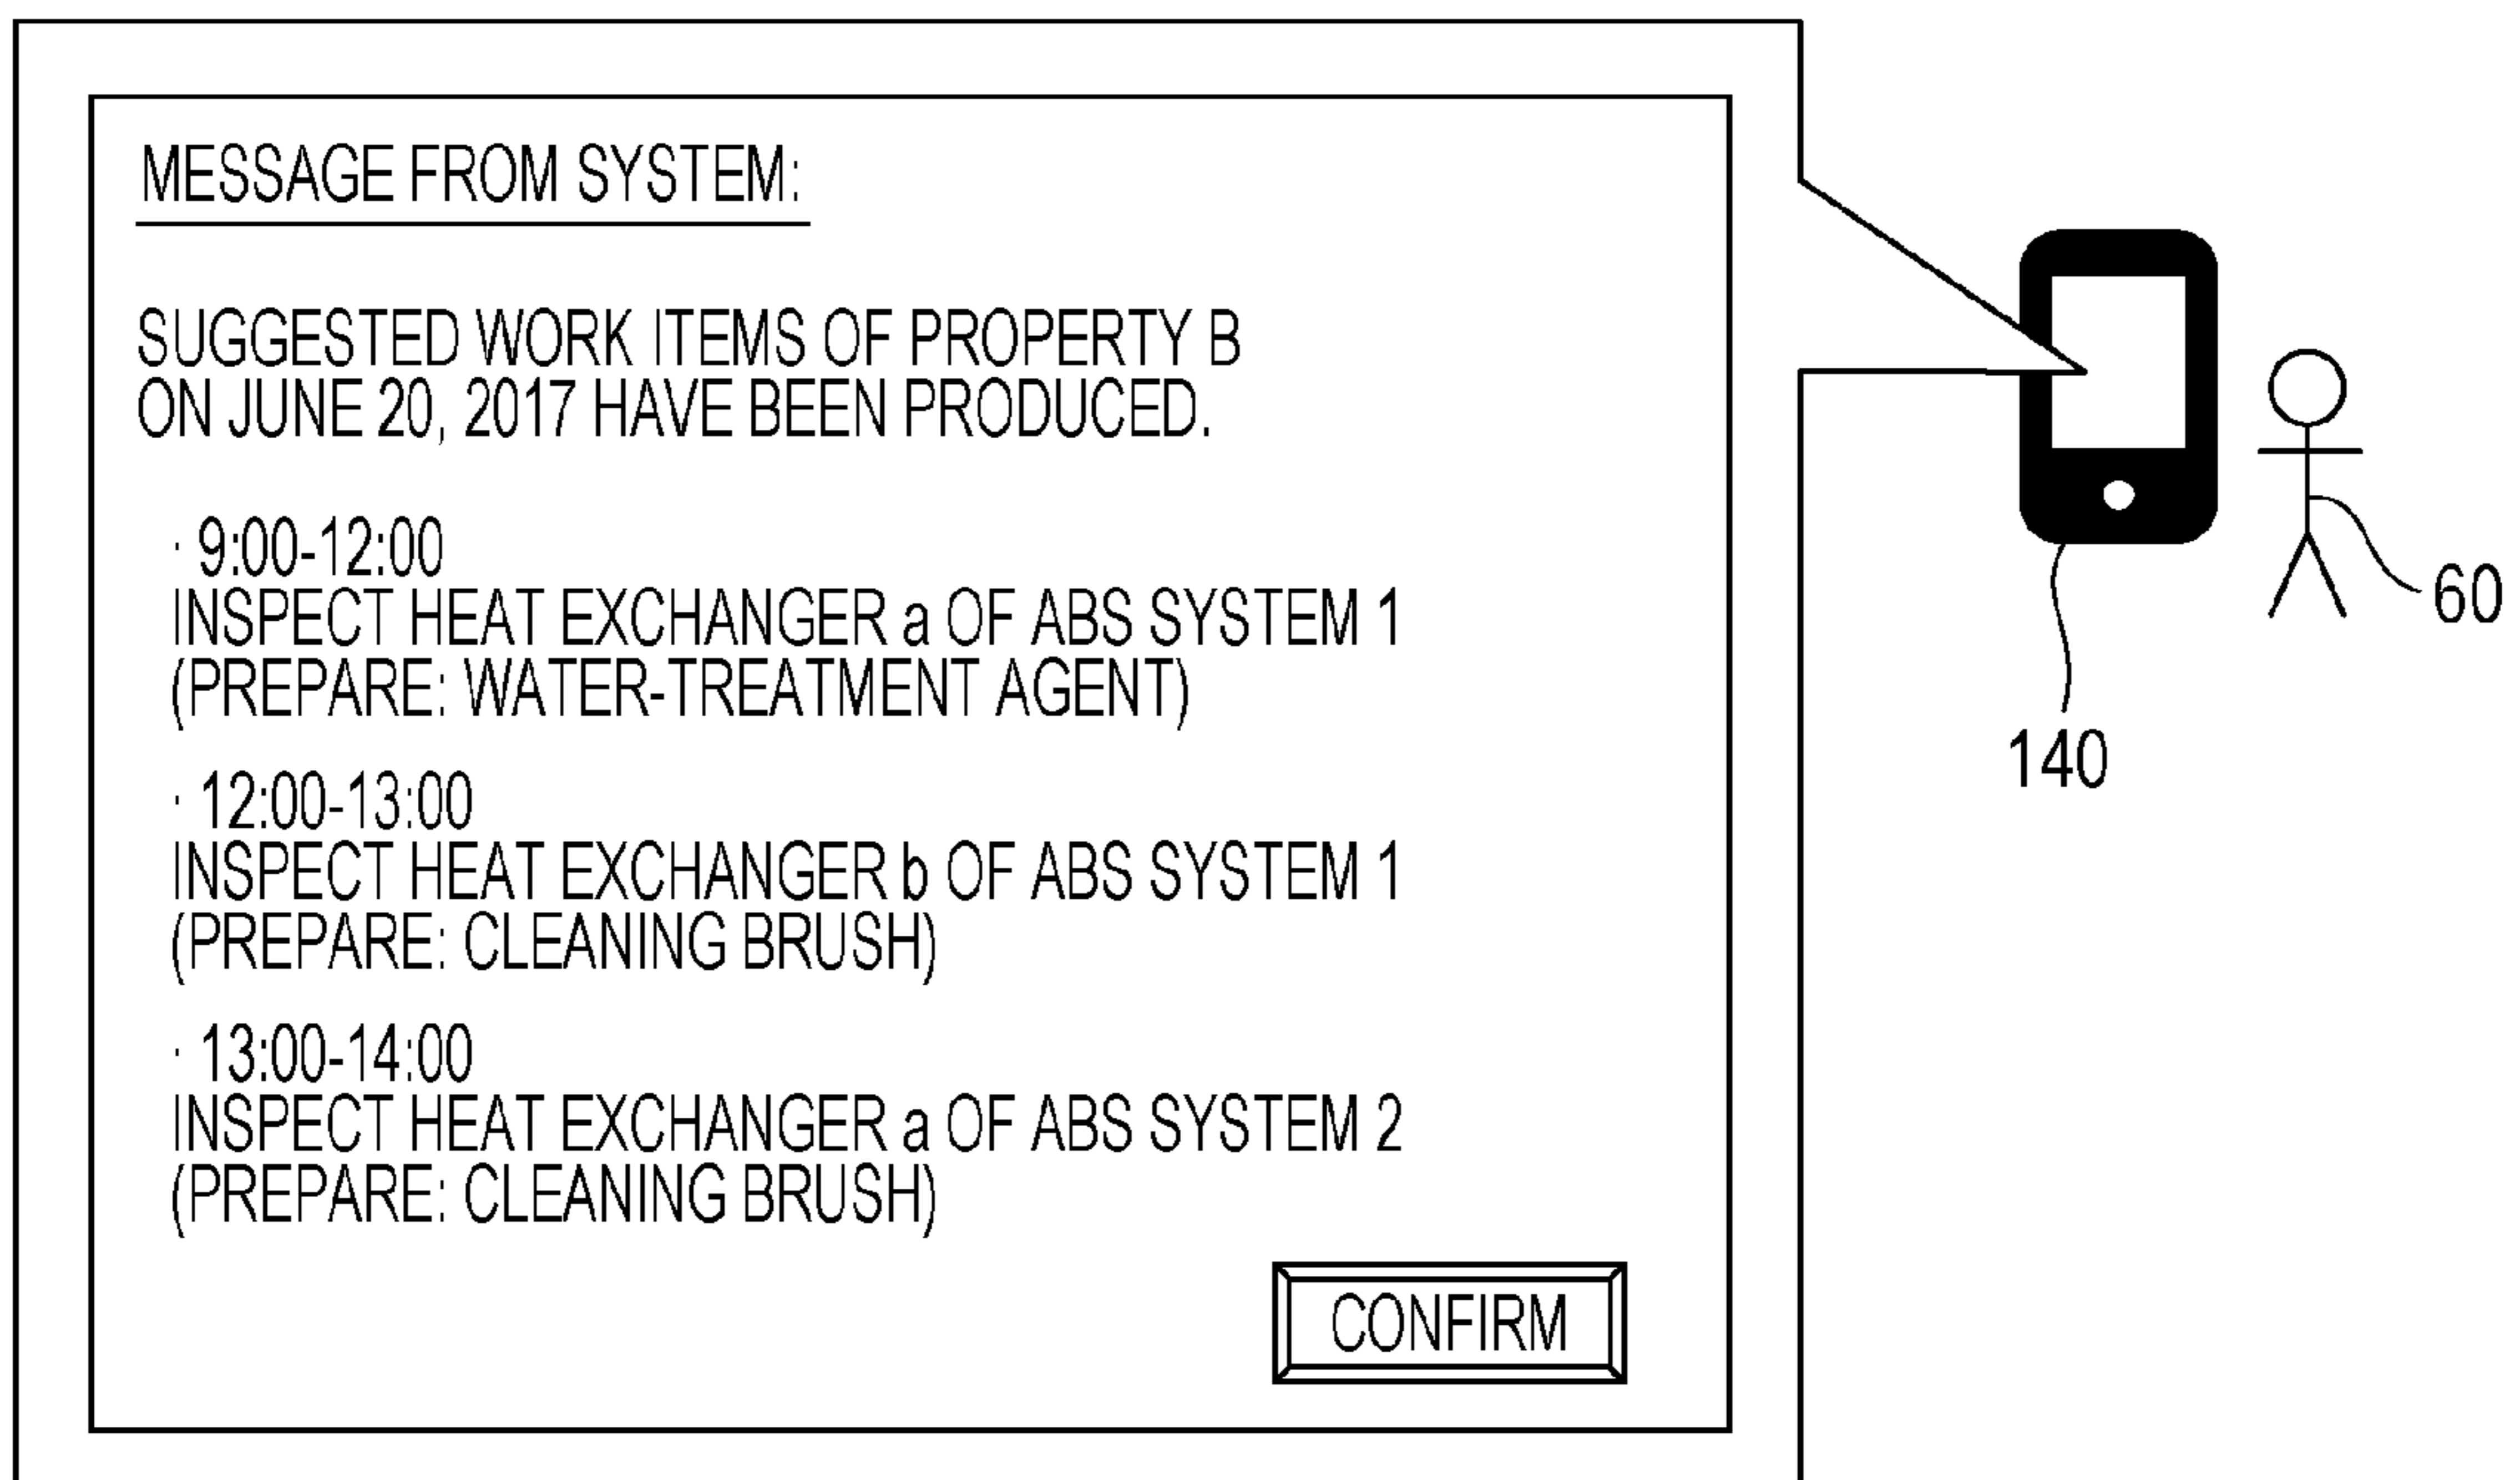 MESSAGE FROM SYSTEM:
SUGGESTED WORK ITEMS OF PROPERTY B
ON JUNE 20, 2017 HAVE BEEN PRODUCED.
· 9:00-12:00
INSPECT HEAT EXCHANGER a OF ABS SYSTEM 1
(PREPARE: WATER-TREATMENT AGENT)
· 12:00-13:00
INSPECT HEAT EXCHANGER b OF ABS SYSTEM 1
(PREPARE: CLEANING BRUSH)
· 13:00-14:00
INSPECT HEAT EXCHANGER a OF ABS SYSTEM 2
(PREPARE: CLEANING BRUSH)
CONFIRM
60
140